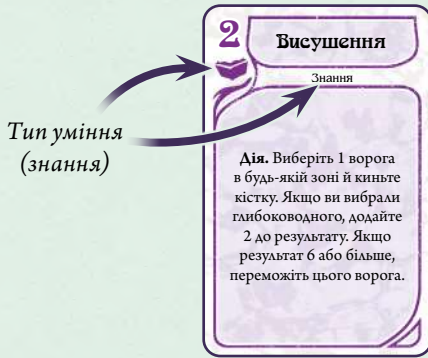 2
Висушення
Знання
Тип уміння
(знання)
Дія. Виберіть 1 ворога
в будь-якій зоні й киньте
кістку. Якщо ви вибрали
глибоководного, додайте
2 до результату. Якщо
результат 6 або більше,
переможіть цього ворога.